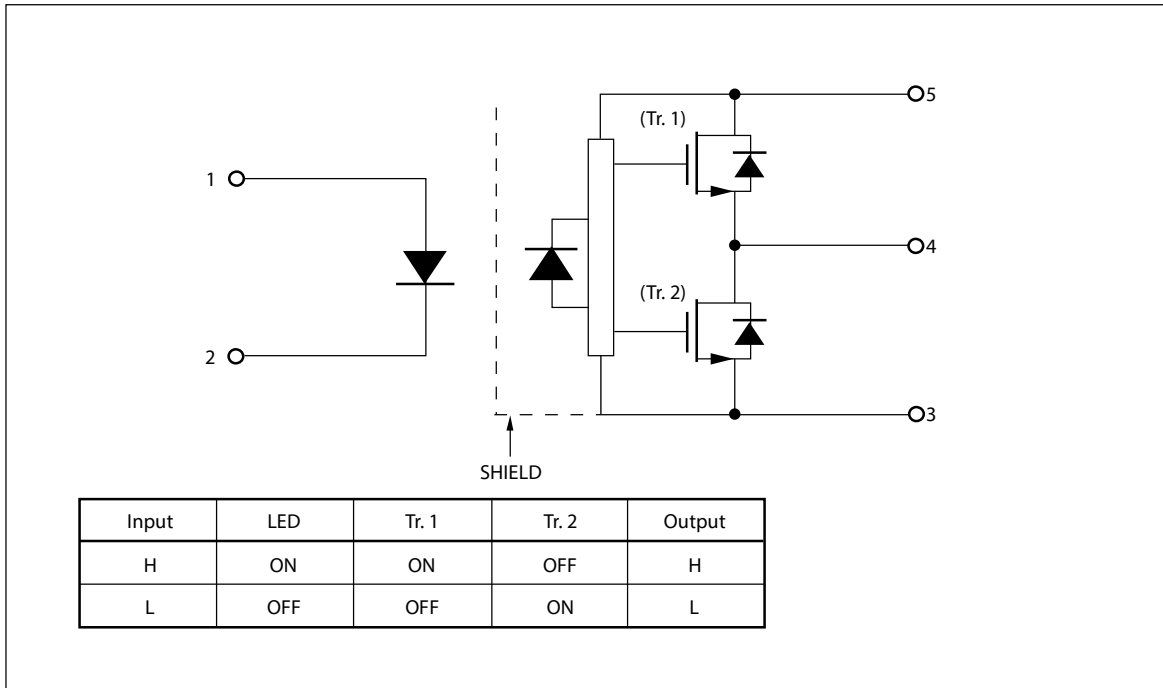 5
(Tr. 1)
1
4
(Tr. 2)
2
3
SHIELD
Input LED Tr. 1 Tr. 2 Output
H ON ON OFF H
L OFF OFF ON L